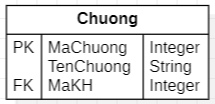 Chuong
PK MaChuong Integer
TenChuong String
FK MaKH Integer